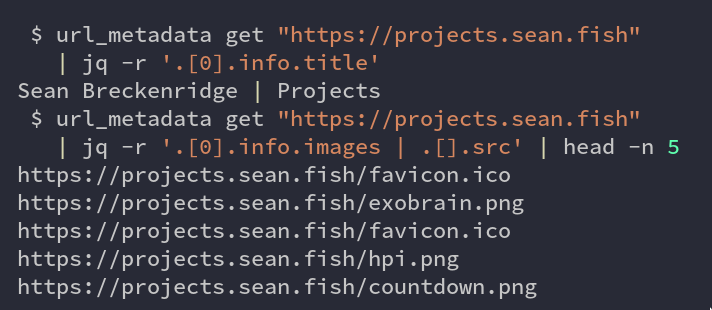 $ url_metadata get "https://projects.sean.fish"
| jq -r '.[0].info.title'
Sean Breckenridge | Projects
$ url_metadata get "https://projects.sean.fish"
| jq -r '.[0].info.images | .[].src' | head -n 5
https://projects.sean.fish/favicon.ico
https://projects.sean.fish/exobrain.png
https://projects.sean.fish/favicon.ico
https://projects.sean.fish/hpi.png
https://projects.sean.fish/countdown.png